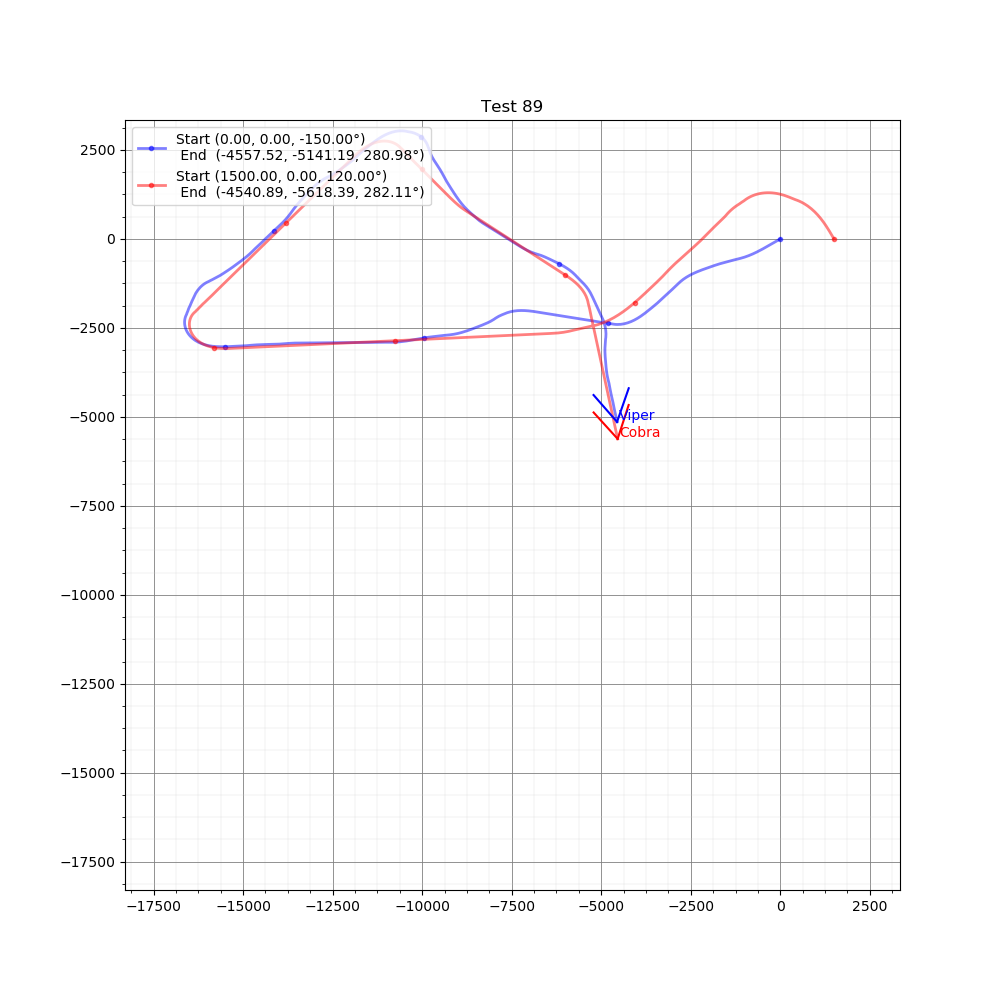 Test 89
Start (0.00, 0.00, -150.00°)
End (-4557.52, -5141.19, 280.98°)
Start (1500.00, 0.00, 120.00°)
End (-4540.89, -5618.39, 282.11°)
2500
0
−2500
−5000
−7500
−10000
−12500
−15000
−17500
Viper
Cobra
−17500 −15000 −12500 −10000 −7500 −5000 −2500 0 2500